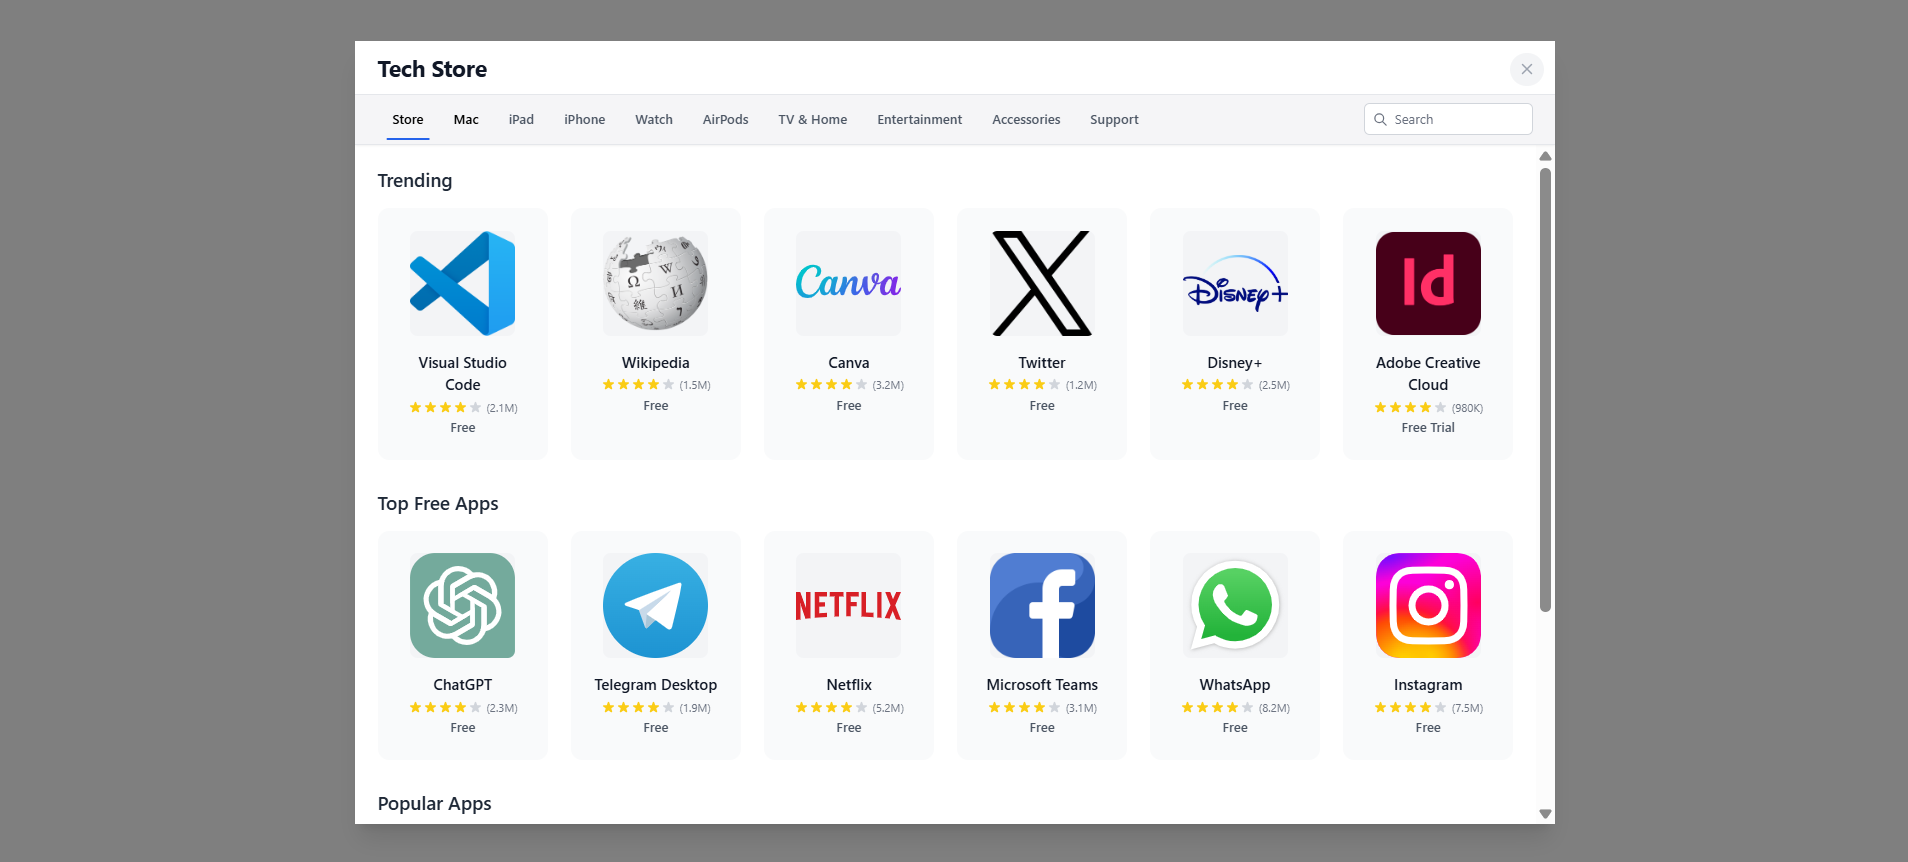 Tech Store
Store Mac iPad iPhone Watch AirPods TV & Home Entertainment Accessories Support Search
Trending
Ω W И 維 7
Canva
Disney+
Id
Visual Studio Code
(2.1M)
Free
Wikipedia
(1.5M)
Free
Canva
(3.2M)
Free
Twitter
(1.2M)
Free
Disney+
(2.5M)
Free
Adobe Creative Cloud
(980K)
Free Trial
Top Free Apps
NETFLIX
ChatGPT
(2.3M)
Free
Telegram Desktop
(1.9M)
Free
Netflix
(5.2M)
Free
Microsoft Teams
(3.1M)
Free
WhatsApp
(8.2M)
Free
Instagram
(7.5M)
Free
Popular Apps